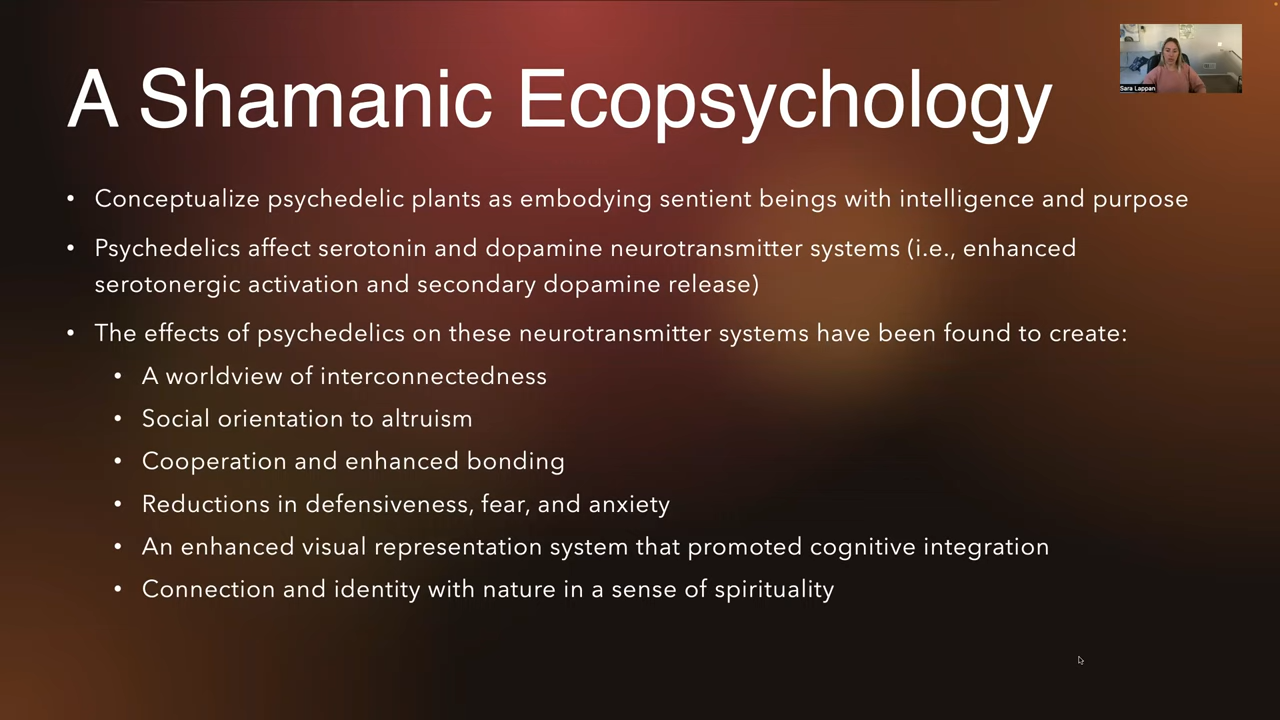 A Shamanic Ecopsychology
Sara Lappan
• Conceptualize psychedelic plants as embodying sentient beings with intelligence and purpose
• Psychedelics affect serotonin and dopamine neurotransmitter systems (i.e., enhanced
serotonergic activation and secondary dopamine release)
• The effects of psychedelics on these neurotransmitter systems have been found to create:
• A worldview of interconnectedness
• Social orientation to altruism
• Cooperation and enhanced bonding
• Reductions in defensiveness, fear, and anxiety
• An enhanced visual representation system that promoted cognitive integration
• Connection and identity with nature in a sense of spirituality